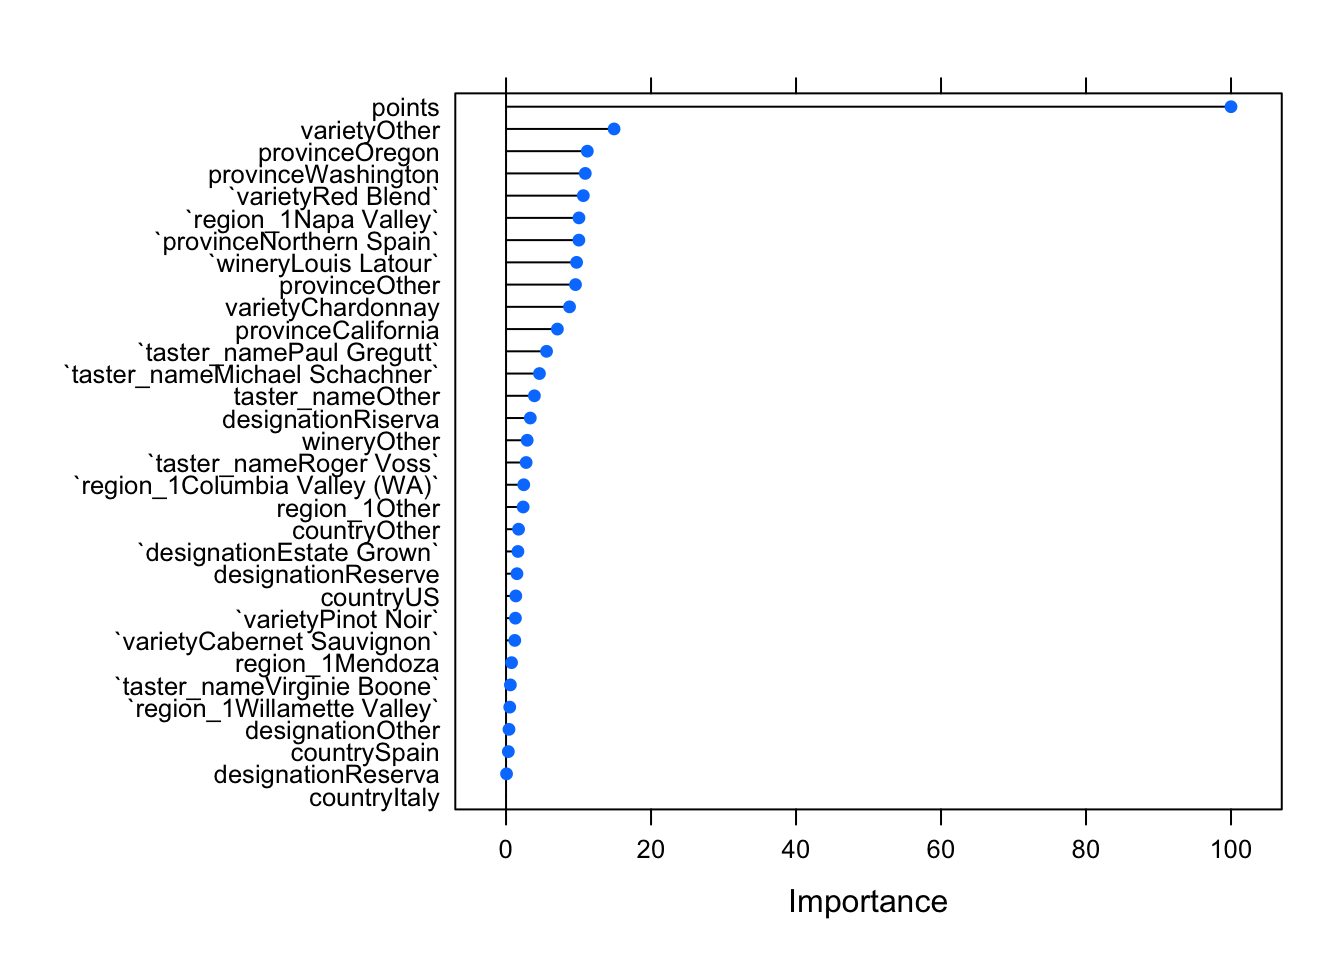 points
varietyOther
provinceOregon
provinceWashington
`varietyRed Blend`
`region_1Napa Valley`
`provinceNorthern Spain`
`wineryLouis Latour`
provinceOther
varietyChardonnay
provinceCalifornia
`taster_namePaul Gregutt`
`taster_nameMichael Schachner`
taster_nameOther
designationRiserva
wineryOther
`taster_nameRoger Voss`
`region_1Columbia Valley (WA)`
region_1Other
countryOther
`designationEstate Grown`
designationReserve
countryUS
`varietyPinot Noir`
`varietyCabernet Sauvignon`
region_1Mendoza
`taster_nameVirginie Boone`
`region_1Willamette Valley`
designationOther
countrySpain
designationReserva
countryItaly
0 20 40 60 80 100
Importance